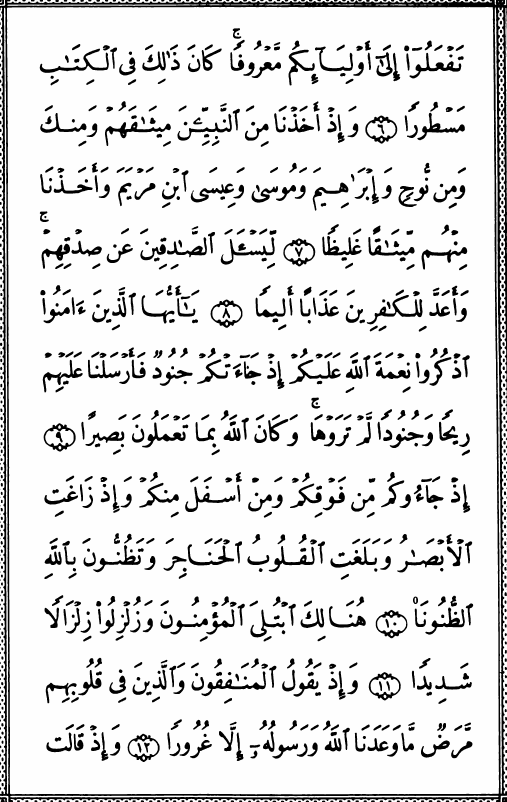 تَفْعَلُوٓا۟ إِلَىٰٓ أَوْلِيَآئِكُم مَّعْرُوفًا ۚ كَانَ ذَٰلِكَ فِى ٱلْكِتَٰبِ
مَسْطُورًا ٦ وَإِذْ أَخَذْنَا مِنَ ٱلنَّبِيِّـۧنَ مِيثَٰقَهُمْ وَمِنكَ
وَمِن نُّوحٍ وَإِبْرَٰهِيمَ وَمُوسَىٰ وَعِيسَى ٱبْنِ مَرْيَمَ وَأَخَذْنَا
مِنْهُم مِّيثَٰقًا غَلِيظًا ٧ لِّيَسْـَٔلَ ٱلصَّٰدِقِينَ عَن صِدْقِهِمْ ۚ
وَأَعَدَّ لِلْكَٰفِرِينَ عَذَابًا أَلِيمًا ٨ يَٰٓأَيُّهَا ٱلَّذِينَ ءَامَنُوا۟
ٱذْكُرُوا۟ نِعْمَةَ ٱللَّهِ عَلَيْكُمْ إِذْ جَآءَتْكُمْ جُنُودٌ فَأَرْسَلْنَا عَلَيْهِمْ
رِيحًا وَجُنُودًا لَّمْ تَرَوْهَا ۚ وَكَانَ ٱللَّهُ بِمَا تَعْمَلُونَ بَصِيرًا ٩
إِذْ جَآءُوكُم مِّن فَوْقِكُمْ وَمِنْ أَسْفَلَ مِنكُمْ وَإِذْ زَاغَتِ
ٱلْأَبْصَٰرُ وَبَلَغَتِ ٱلْقُلُوبُ ٱلْحَنَاجِرَ وَتَظُنُّونَ بِٱللَّهِ
ٱلظُّنُونَا۠ ١٠ هُنَالِكَ ٱبْتُلِىَ ٱلْمُؤْمِنُونَ وَزُلْزِلُوا۟ زِلْزَالًا
شَدِيدًا ١١ وَإِذْ يَقُولُ ٱلْمُنَٰفِقُونَ وَٱلَّذِينَ فِى قُلُوبِهِم
مَّرَضٌ مَّا وَعَدَنَا ٱللَّهُ وَرَسُولُهُۥٓ إِلَّا غُرُورًا ١٢ وَإِذْ قَالَت